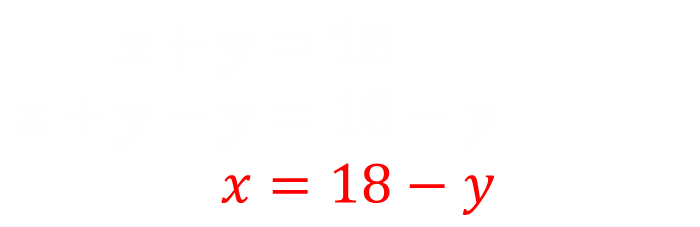 x = 18 − y